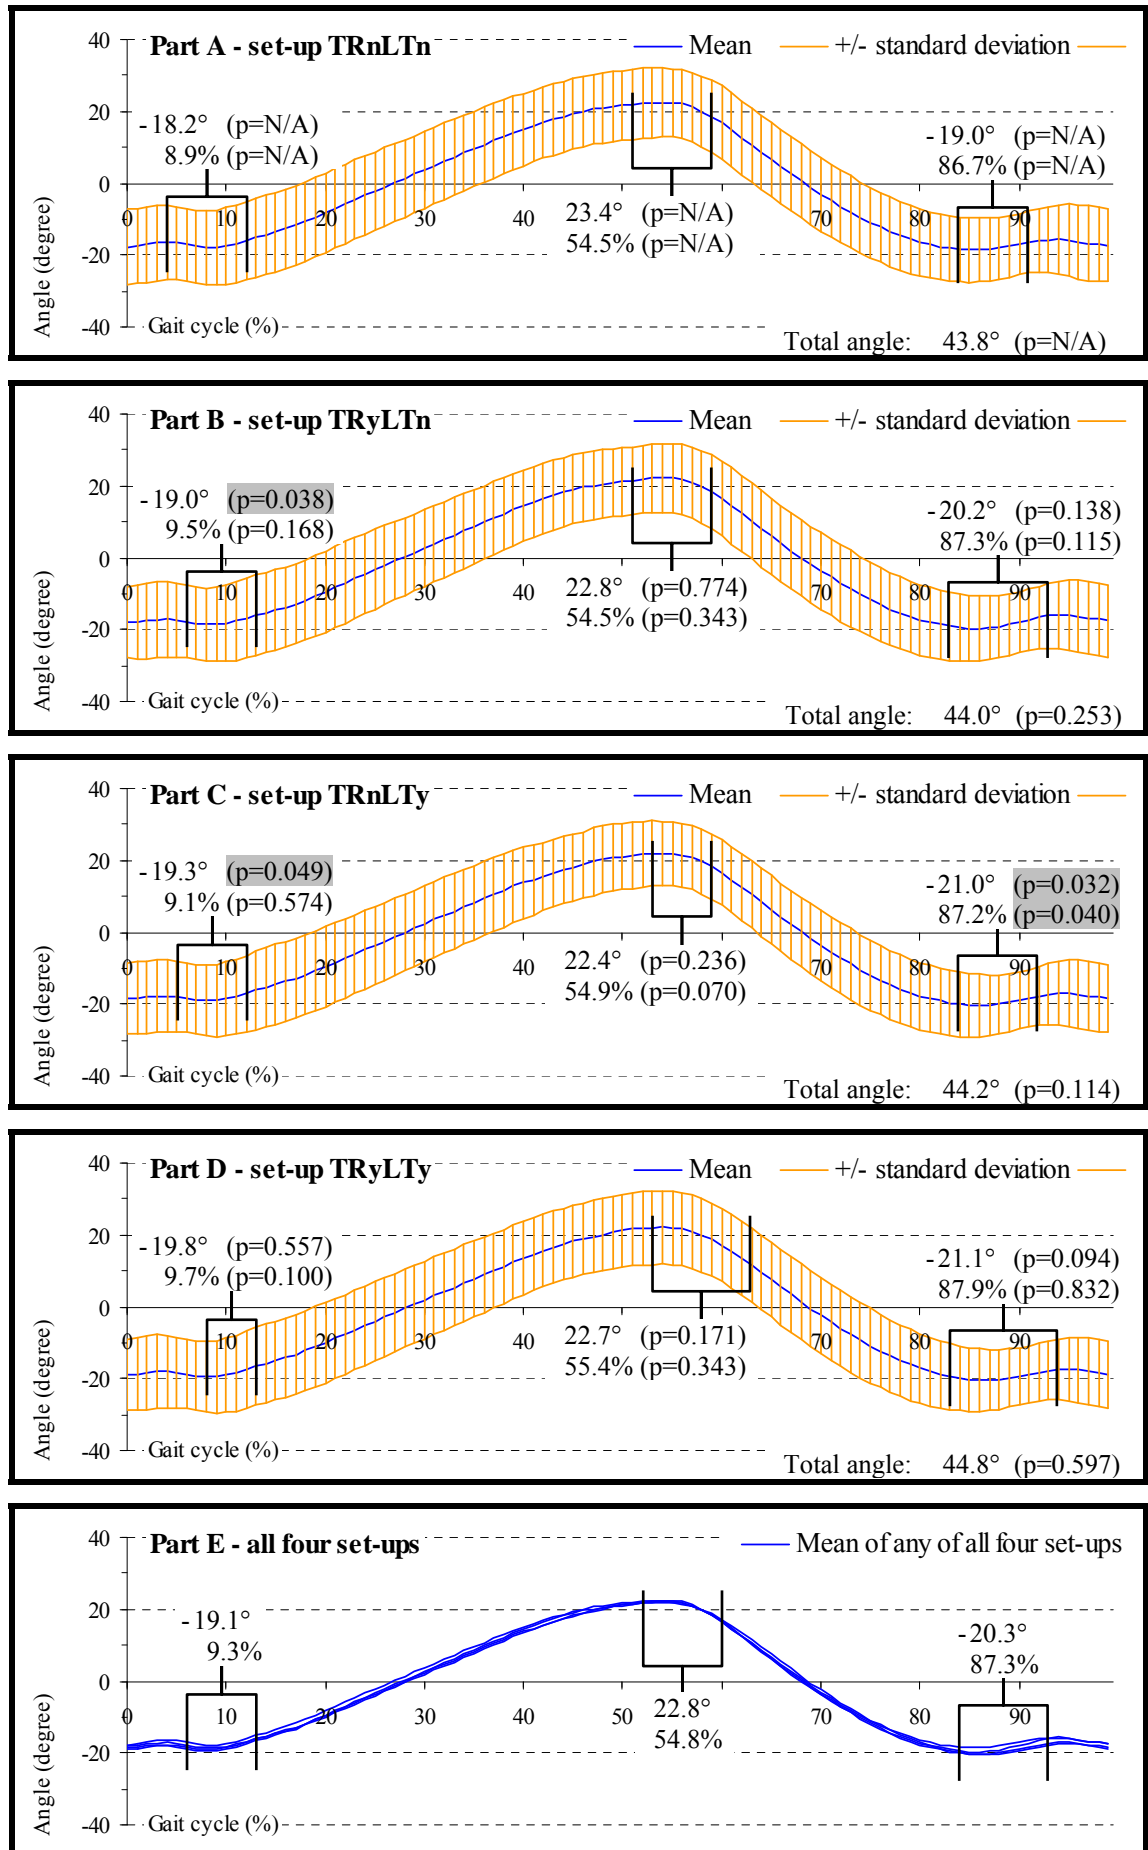 40
Part A - set-up TRnLTn
Mean
+/- standard deviation
20
-18.2° (p=N/A)
8.9% (p=N/A)
-19.0° (p=N/A)
86.7% (p=N/A)
0
0 10 20 30 40 50 60 70 80 90
23.4° (p=N/A)
54.5% (p=N/A)
-20
-40
Gait cycle (%)
Angle (degree)
Total angle: 43.8° (p=N/A)
40
Part B - set-up TRyLTn
Mean
+/- standard deviation
20
-19.0° (p=0.038)
9.5% (p=0.168)
-20.2° (p=0.138)
87.3% (p=0.115)
0
0 10 20 30 40 50 60 70 80 90
22.8° (p=0.774)
54.5% (p=0.343)
-20
-40
Gait cycle (%)
Angle (degree)
Total angle: 44.0° (p=0.253)
40
Part C - set-up TRnLTy
Mean
+/- standard deviation
20
-19.3° (p=0.049)
9.1% (p=0.574)
-21.0° (p=0.032)
87.2% (p=0.040)
0
0 10 20 30 40 50 60 70 80 90
22.4° (p=0.236)
54.9% (p=0.070)
-20
-40
Gait cycle (%)
Angle (degree)
Total angle: 44.2° (p=0.114)
40
Part D - set-up TRyLTy
Mean
+/- standard deviation
20
-19.8° (p=0.557)
9.7% (p=0.100)
-21.1° (p=0.094)
87.9% (p=0.832)
0
0 10 20 30 40 50 60 70 80 90
22.7° (p=0.171)
55.4% (p=0.343)
-20
-40
Gait cycle (%)
Angle (degree)
Total angle: 44.8° (p=0.597)
40
Part E - all four set-ups
Mean of any of all four set-ups
20
-19.1°
9.3%
-20.3°
87.3%
0
0 10 20 30 40 50 70 80 90
22.8°
54.8%
-20
-40
Gait cycle (%)
Angle (degree)